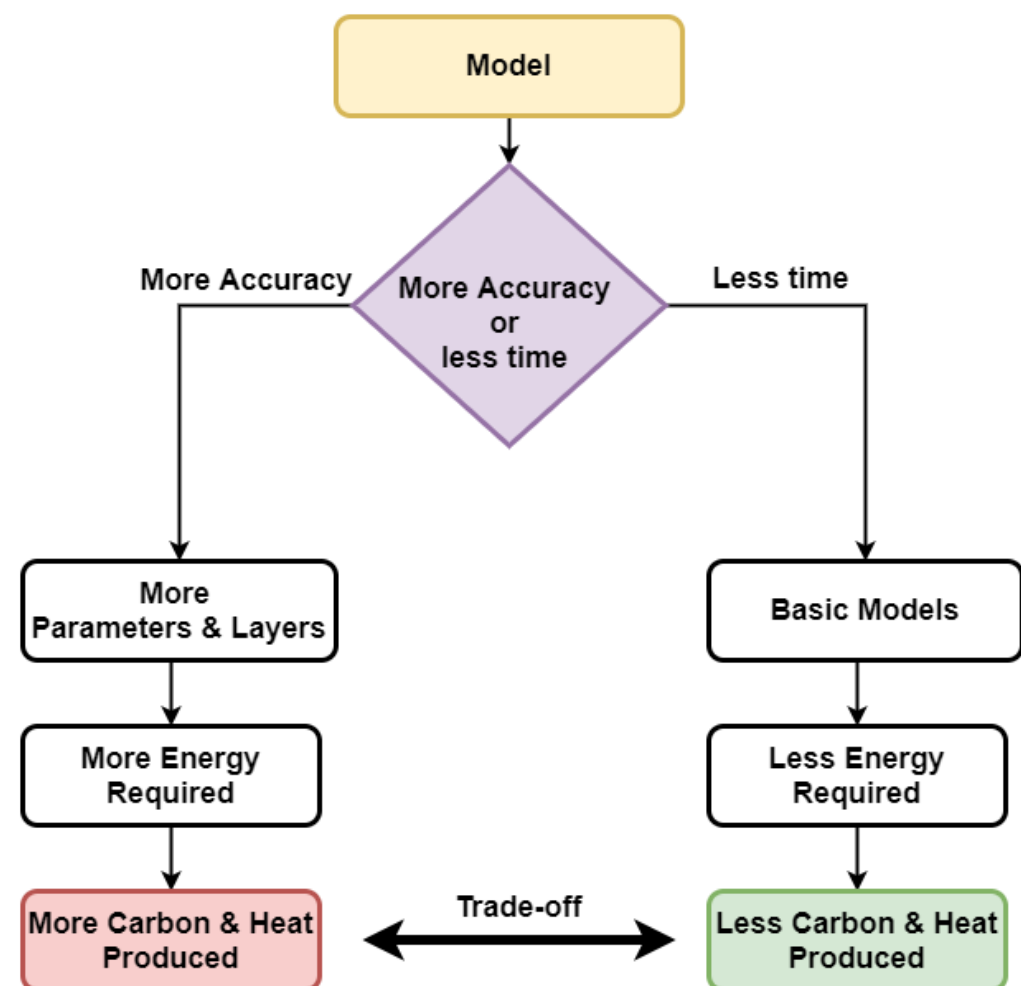 Model
More Accuracy
More Accuracy
or
less time
Less time
More
Parameters & Layers
Basic Models
More Energy
Required
Less Energy
Required
More Carbon & Heat
Produced
Trade-off
Less Carbon & Heat
Produced